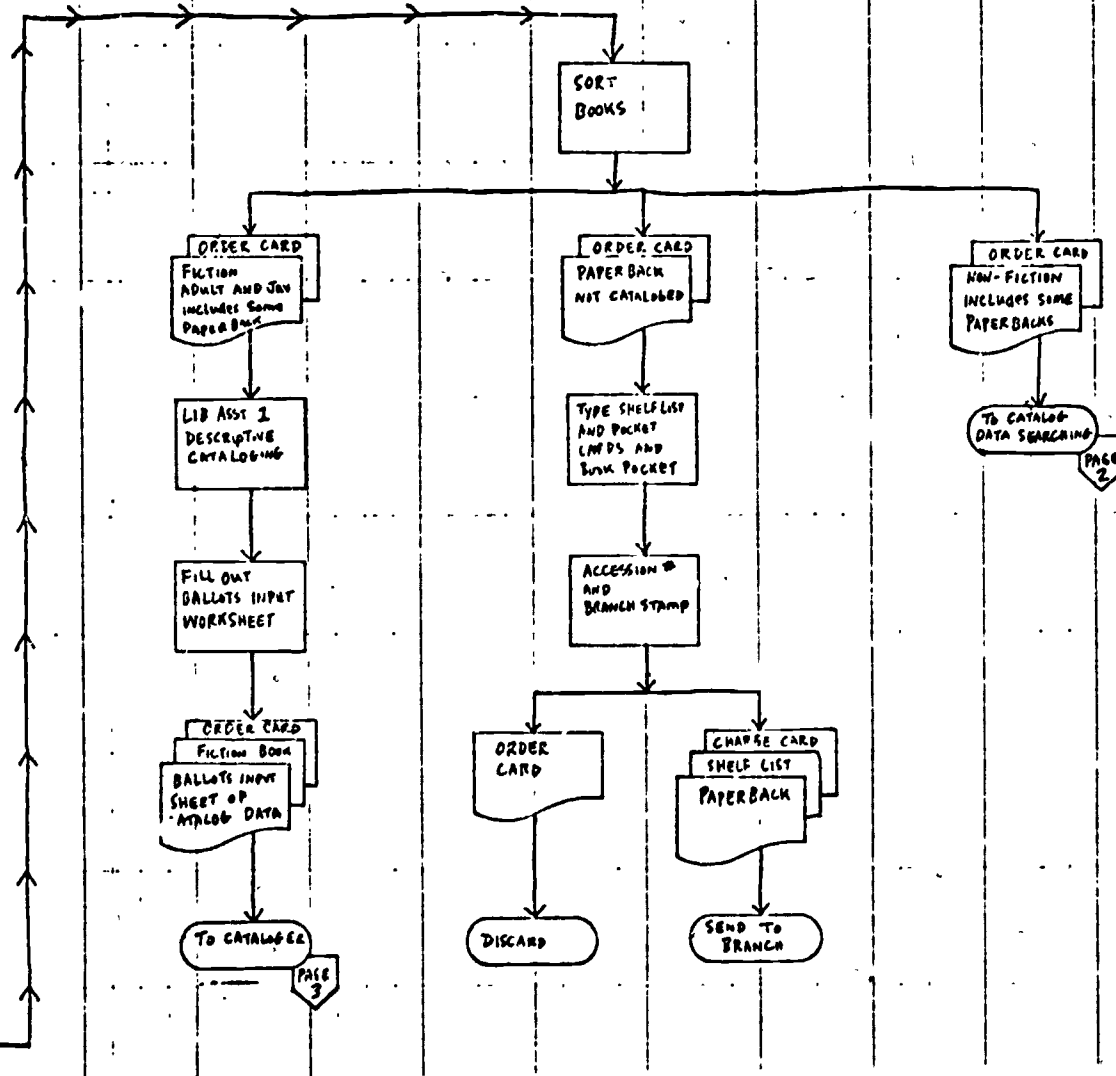 SORT
BOOKS
ORDER CARD
FICTION
ADULT AND JUV
INCLUDES SOME
PAPERBACK
ORDER CARD
PAPERBACK
NOT CATALOGED
ORDER CARD
NON-FICTION
INCLUDES SOME
PAPERBACKS
LIB ASST 1
DESCRIPTIVE
CATALOGING
TYPE SHELFLIST
AND POCKET
CARDS AND
BOOK POCKET
TO CATALOG
DATA SEARCHING
PAGE
2
FILL OUT
BALLOTS INPUT
WORKSHEET
ACCESSION #
AND
BRANCH STAMP
ORDER CARD
FICTION BOOK
BALLOTS INPUT
SHEET OF
ATALOG DATA
ORDER
CARD
CHARGE CARD
SHELF LIST
PAPERBACK
TO CATALOGER
PAGE
3
DISCARD
SEND TO
BRANCH